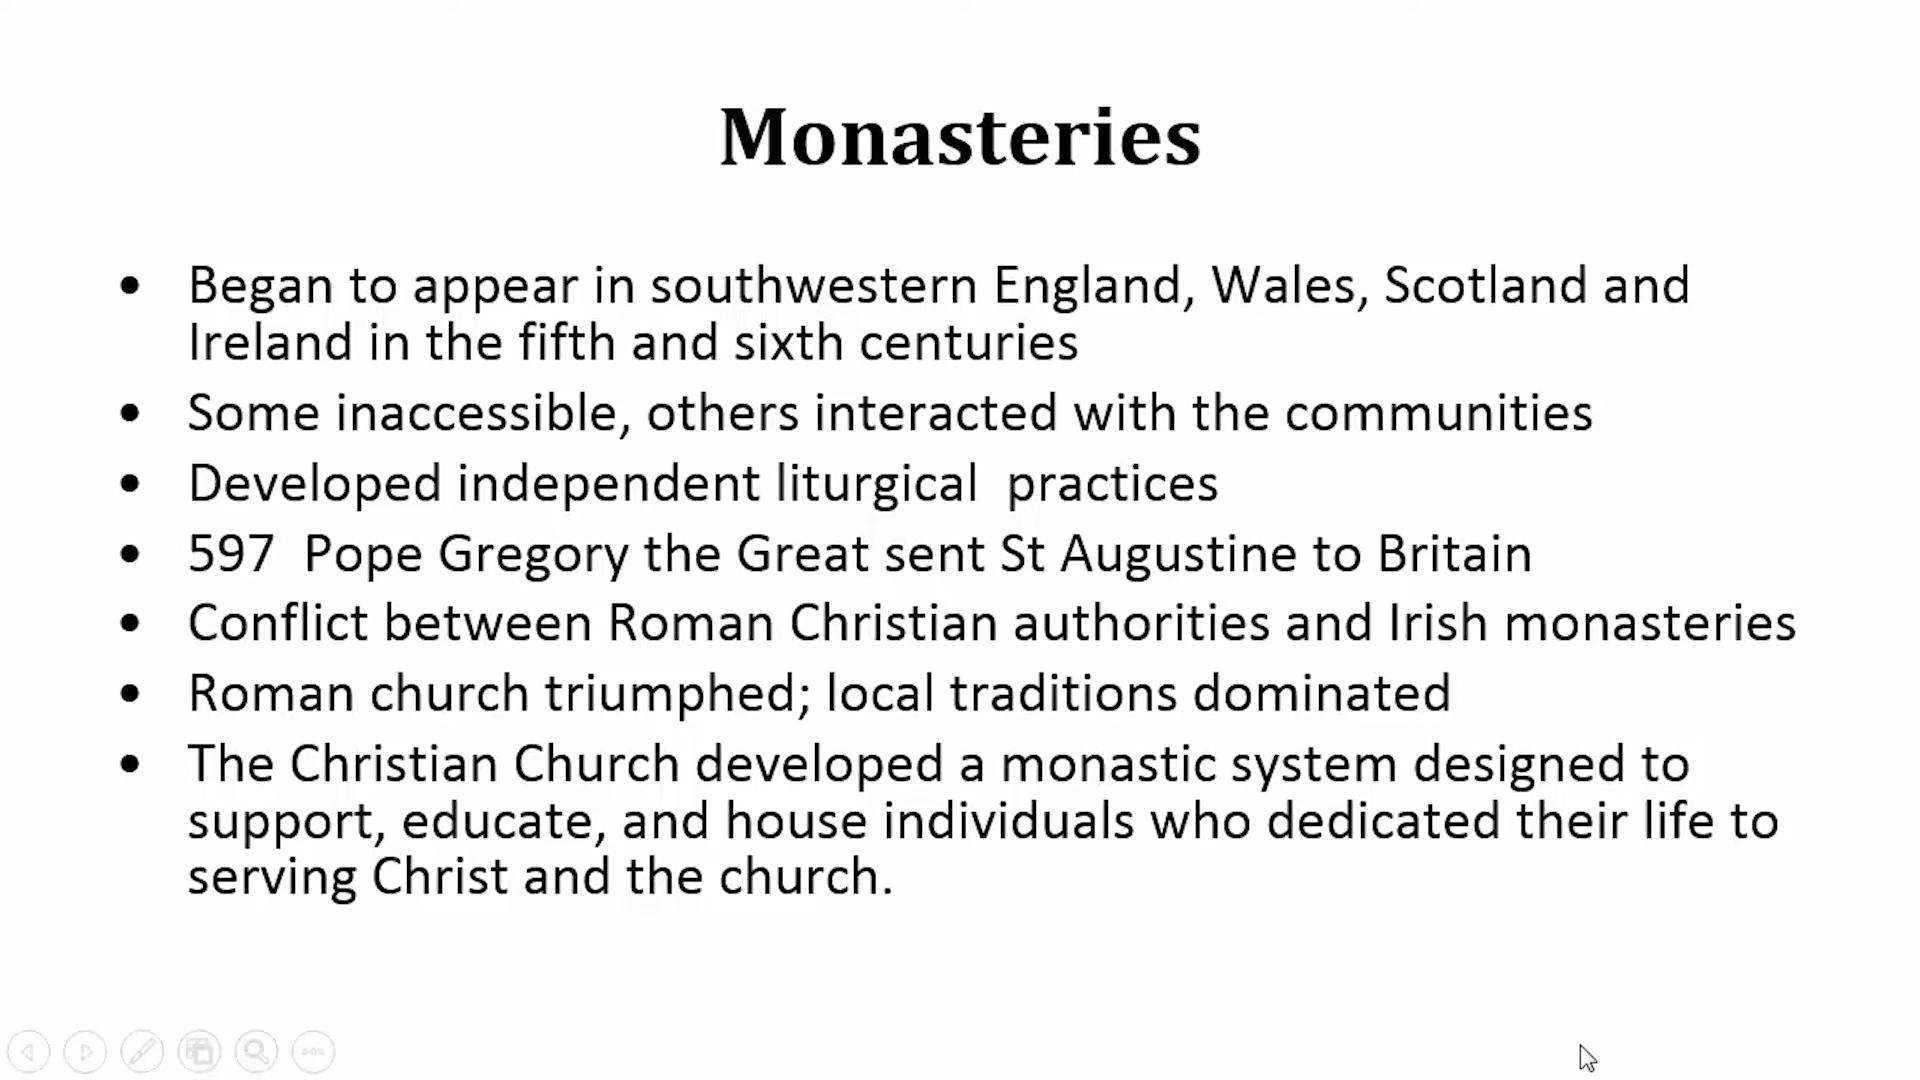 Monasteries
• Began to appear in southwestern England, Wales, Scotland and
Ireland in the fifth and sixth centuries
• Some inaccessible, others interacted with the communities
• Developed independent liturgical  practices
• 597  Pope Gregory the Great sent St Augustine to Britain
• Conflict between Roman Christian authorities and Irish monasteries
• Roman church triumphed; local traditions dominated
• The Christian Church developed a monastic system designed to
support, educate, and house individuals who dedicated their life to
serving Christ and the church.